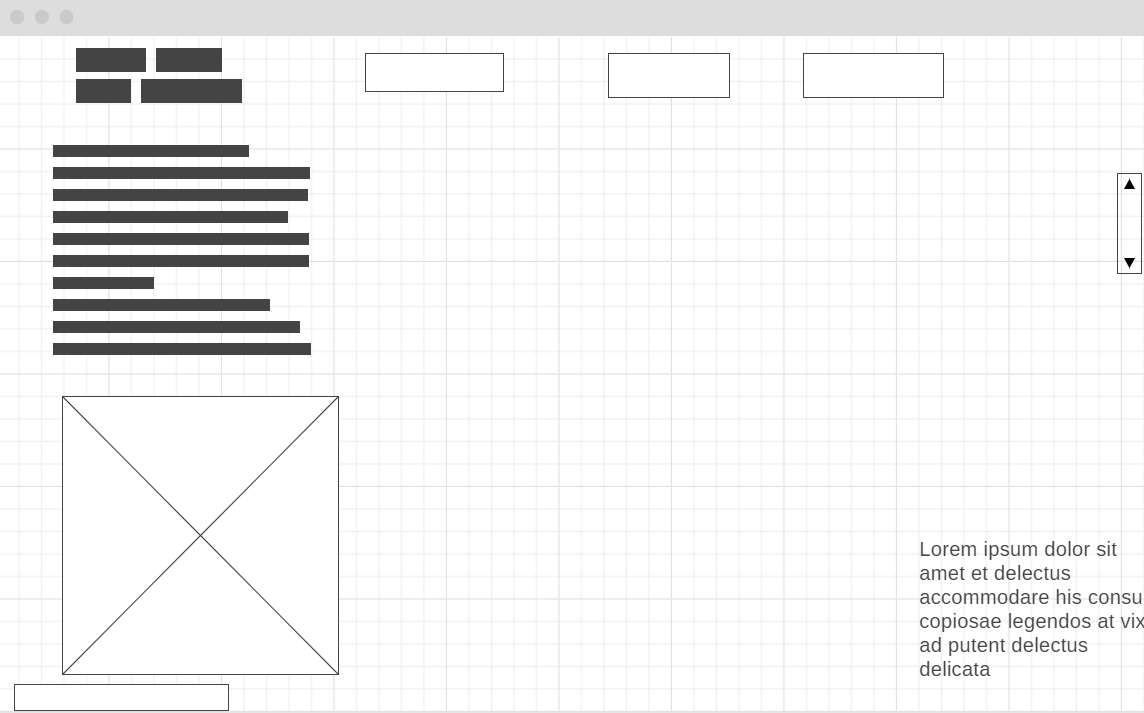 Lorem ipsum dolor sit
amet et delectus
accommodare his consu
copiosae legendos at vix
ad putent delectus
delicata